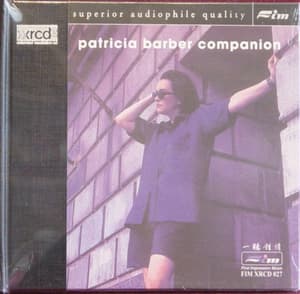 superior audiophile quality
Fim
xrcd
patricia barber companion
Fim
First Impression Music
FIM XRCD 027